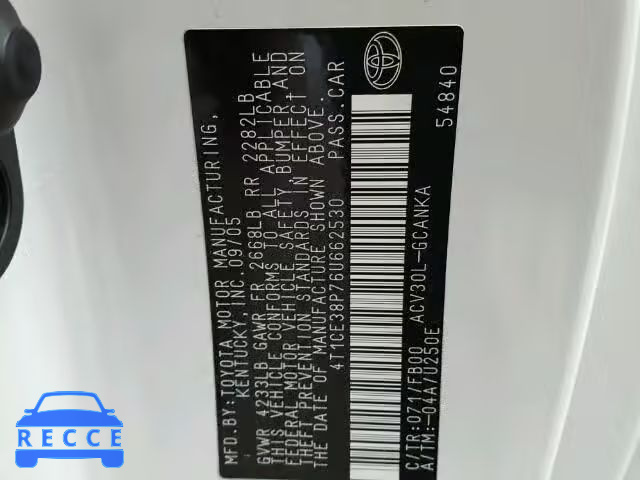 MFD.BY:TOYOTA MOTOR MANUFACTURING,
KENTUCKY, INC. 09/05
GVWR 4233LB GAWR FR 2668LB RR 2282LB
THIS VEHICLE CONFORMS TO ALL APPLICABLE
FEDERAL MOTOR VEHICLE SAFETY, BUMPER, AND
THEFT PREVENTION STANDARDS IN EFFECT ON
THE DATE OF MANUFACTURE SHOWN ABOVE.
4T1CE38P76U662530 PASS.CAR
C/TR:071/FB00 ACV30L-GCANKA
A/TM:-04A/U250E
54840
RECCE